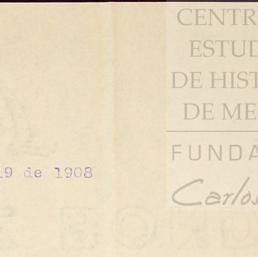 CENTR
ESTUD
DE HIST
DE ME
FUNDA
Carlos
19 de 1908